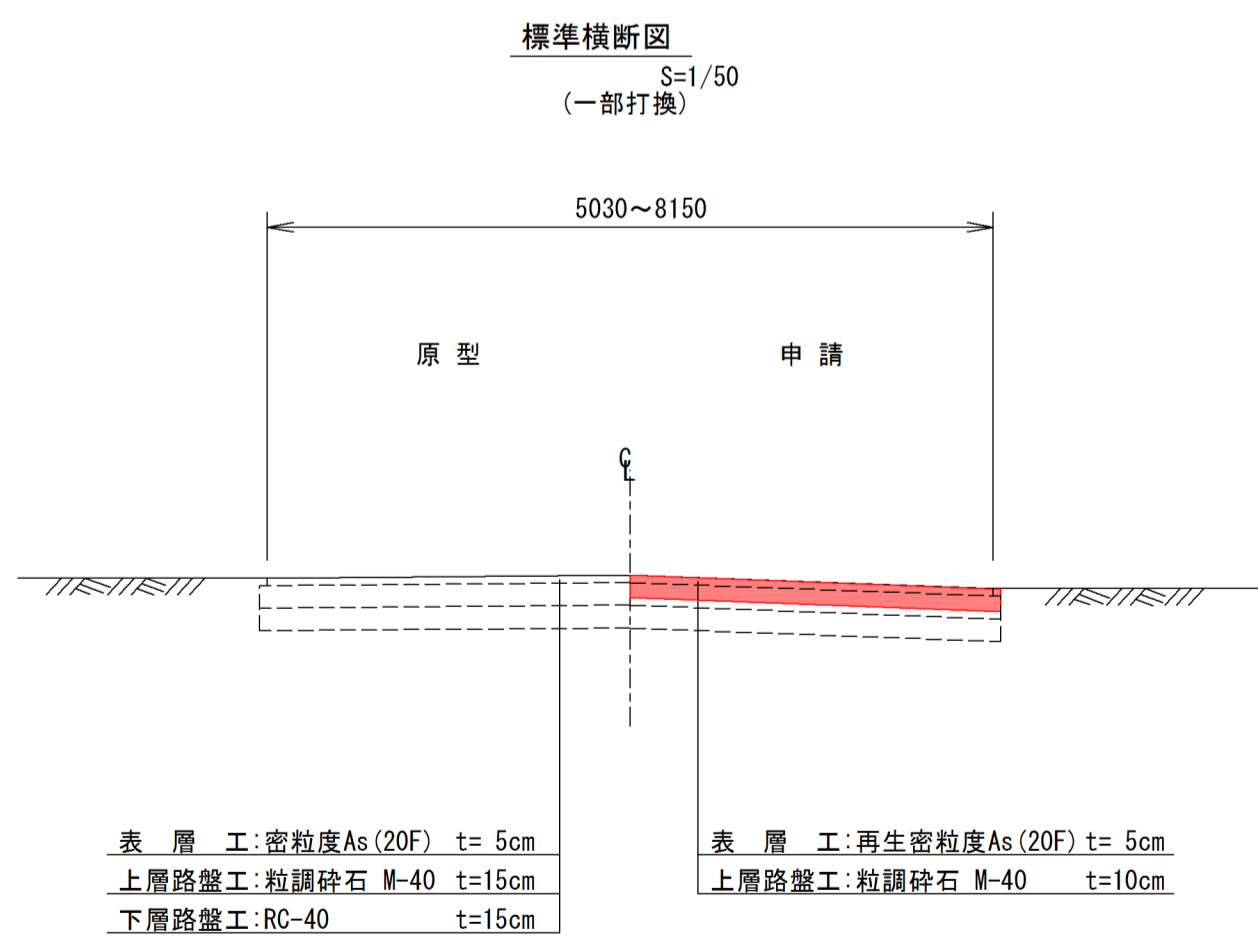 標準横断図
S=1/50
(一部打換)
5030～8150
原 型
申 請
CL
表 層 工:密粒度As(20F) t= 5cm
上層路盤工:粒調砕石 M-40 t=15cm
下層路盤工:RC-40 t=15cm
表 層 工:再生密粒度As(20F) t= 5cm
上層路盤工:粒調砕石 M-40 t=10cm